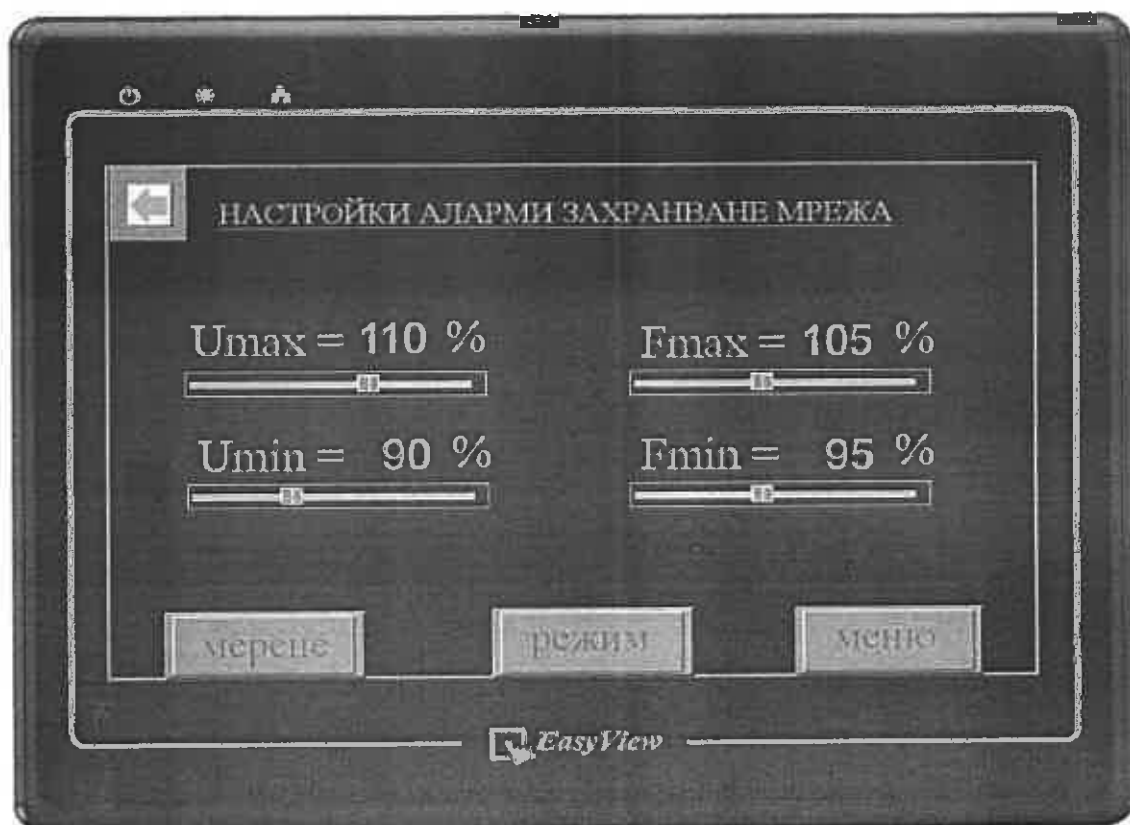 НАСТРОЙКИ АЛАРМИ ЗАХРАНВАНЕ МРЕЖА
Umax = 110 %
Fmax = 105 %
Umin = 90 %
Fmin = 95 %
мерене
режим
меню
EasyView